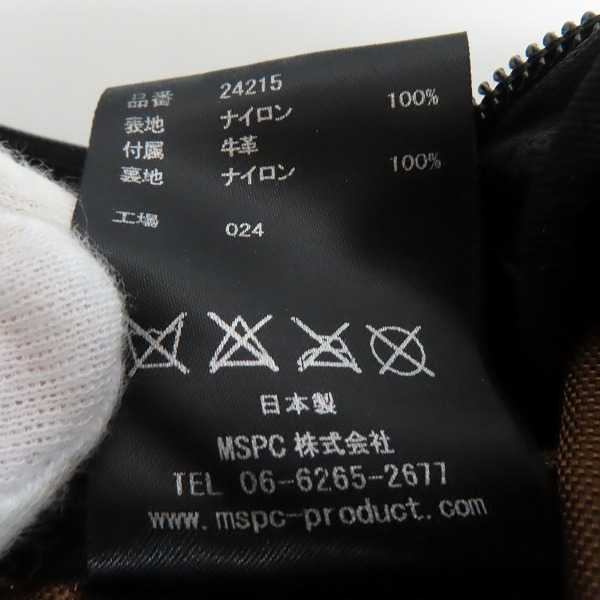 品番 24215
表地 ナイロン 100%
付属 牛革
裏地 ナイロン 100%
工場 024
日本製
MSPC 株式会社
TEL 06-6265-2677
www.mspc-product.com